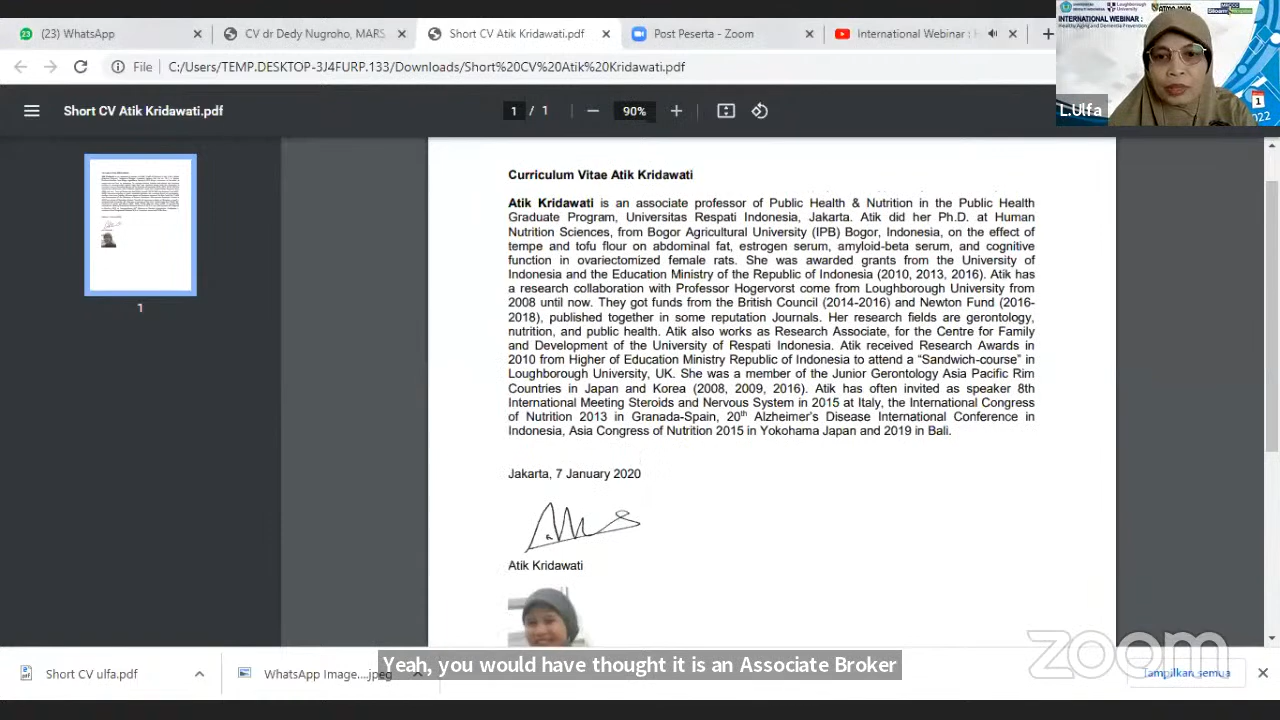 (23) WhatsApp
CV dr Deddy Nugroho, N
Short CV Atik Kridawati.pdf
Post Peserta - Zoom
International Webinar :
File
C:/Users/TEMP.DESKTOP-3J4FURP.133/Downloads/Short%20CV%20Atik%20Kridawati.pdf
INTERNATIONAL WEBINAR :
L.Ulfa
1
2022
Short CV Atik Kridawati.pdf
1 / 1
90%
1
Curriculum Vitae Atik Kridawati
Atik Kridawati is an associate professor of Public Health & Nutrition in the Public Health
Graduate Program, Universitas Respati Indonesia, Jakarta. Atik did her Ph.D. at Human
Nutrition Sciences, from Bogor Agricultural University (IPB) Bogor, Indonesia, on the effect of
tempe and tofu flour on abdominal fat, estrogen serum, amyloid-beta serum, and cognitive
function in ovariectomized female rats. She was awarded grants from the University of
Indonesia and the Education Ministry of the Republic of Indonesia (2010, 2013, 2016). Atik has
a research collaboration with Professor Hogervorst come from Loughborough University from
2008 until now. They got funds from the British Council (2014-2016) and Newton Fund (2016-
2018), published together in some reputation Journals. Her research fields are gerontology,
nutrition, and public health. Atik also works as Research Associate, for the Centre for Family
and Development of the University of Respati Indonesia. Atik received Research Awards in
2010 from Higher of Education Ministry Republic of Indonesia to attend a “Sandwich-course” in
Loughborough University, UK. She was a member of the Junior Gerontology Asia Pacific Rim
Countries in Japan and Korea (2008, 2009, 2016). Atik has often invited as speaker 8th
International Meeting Steroids and Nervous System in 2015 at Italy, the International Congress
of Nutrition 2013 in Granada-Spain, 20th Alzheimer's Disease International Conference in
Indonesia, Asia Congress of Nutrition 2015 in Yokohama Japan and 2019 in Bali.
Jakarta, 7 January 2020
Atik Kridawati
zoom
Yeah, you would have thought it is an Associate Broker
Short CV ulfa.pdf
WhatsApp Image....jpeg
Tampilkan semua